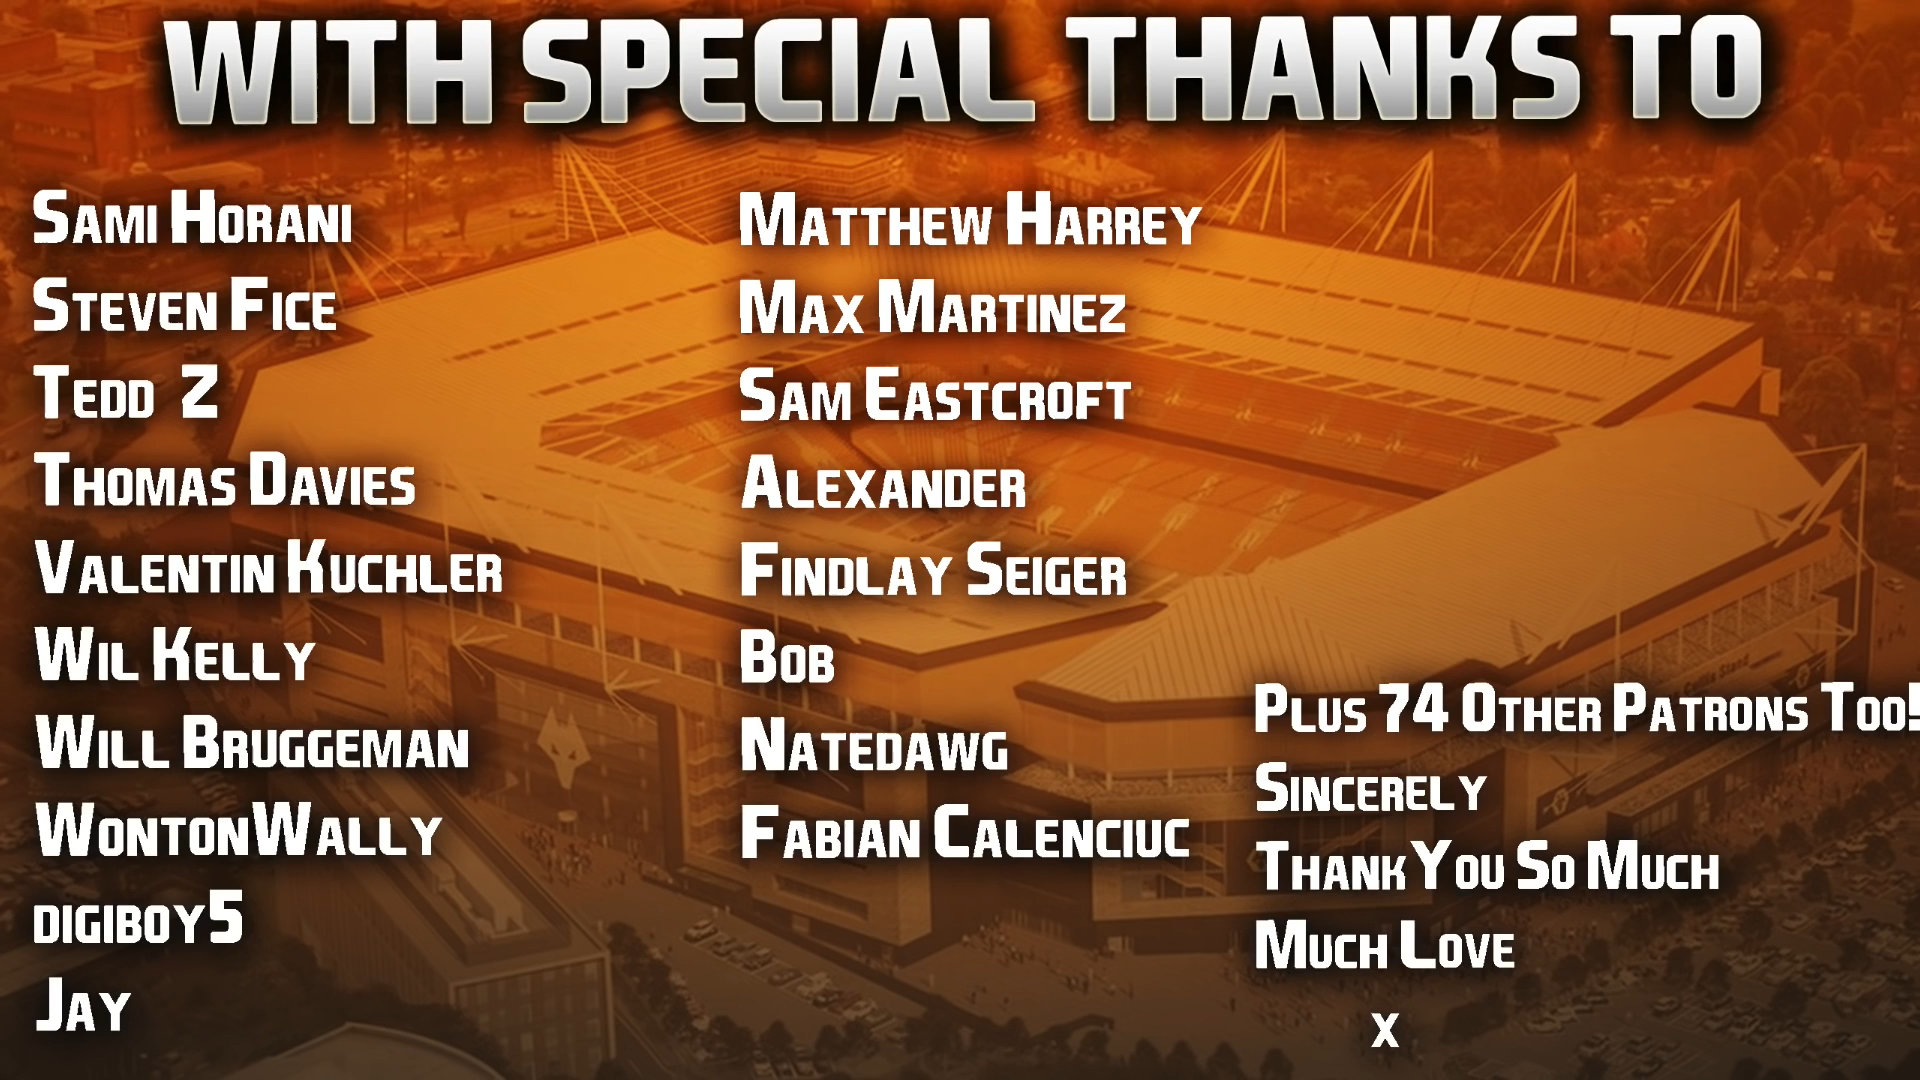 WITH SPECIAL THANKS TO
Sami Horani
Steven Fice
Tedd Z
Thomas Davies
Valentin Kuchler
Wil Kelly
Will Bruggeman
WontonWally
digiboy5
Jay
Matthew Harrey
Max Martinez
Sam Eastcroft
Alexander
Findlay Seiger
Bob
Natedawg
Fabian Calenciuc
Plus 74 Other Patrons Too!
Sincerely
Thank You So Much
Much Love
x